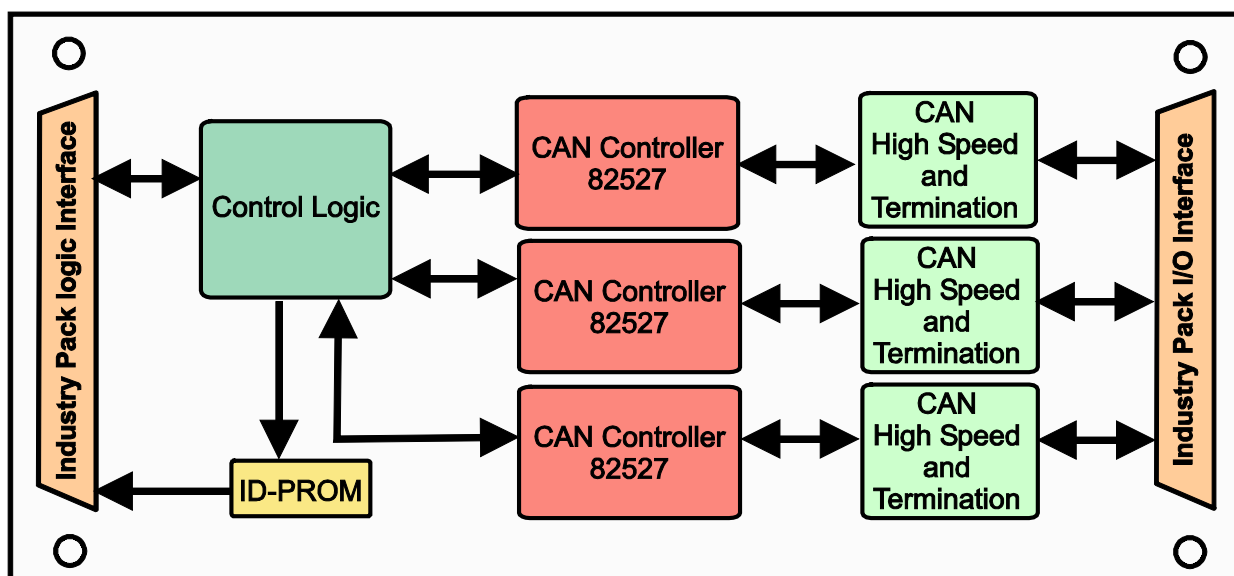 Industry Pack logic Interface
Control Logic
ID-PROM
CAN Controller
82527
CAN Controller
82527
CAN Controller
82527
CAN
High Speed
and
Termination
CAN
High Speed
and
Termination
CAN
High Speed
and
Termination
Industry Pack I/O Interface